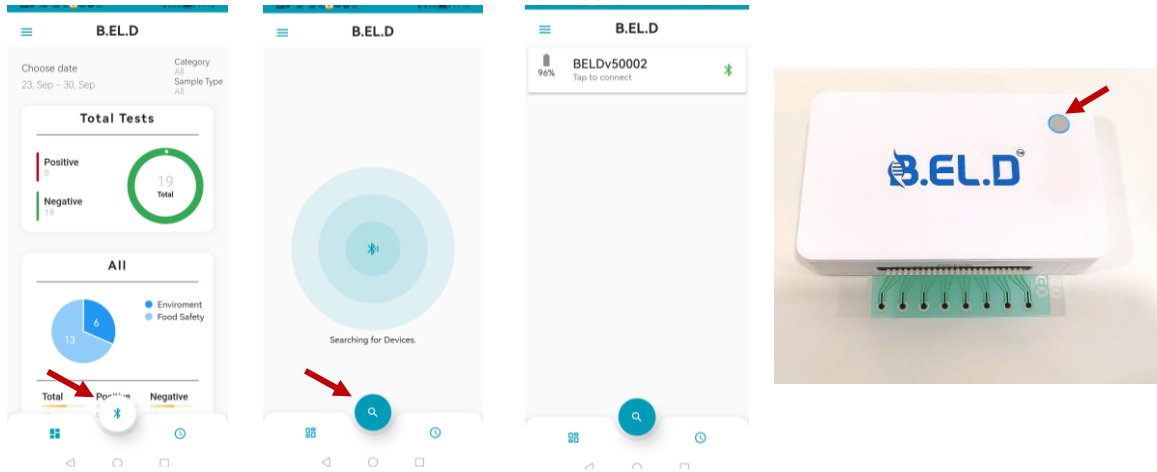 B.EL.D
Choose date
23, Sep - 30, Sep
Category
All
Sample Type
All
Total Tests
Positive
0
Negative
19
19
Total
All
6
13
Enviroment
Food Safety
Total
Positive
Negative
B.EL.D
Searching for Devices.
B.EL.D
96%
BELDv50002
Tap to connect
B.EL.D